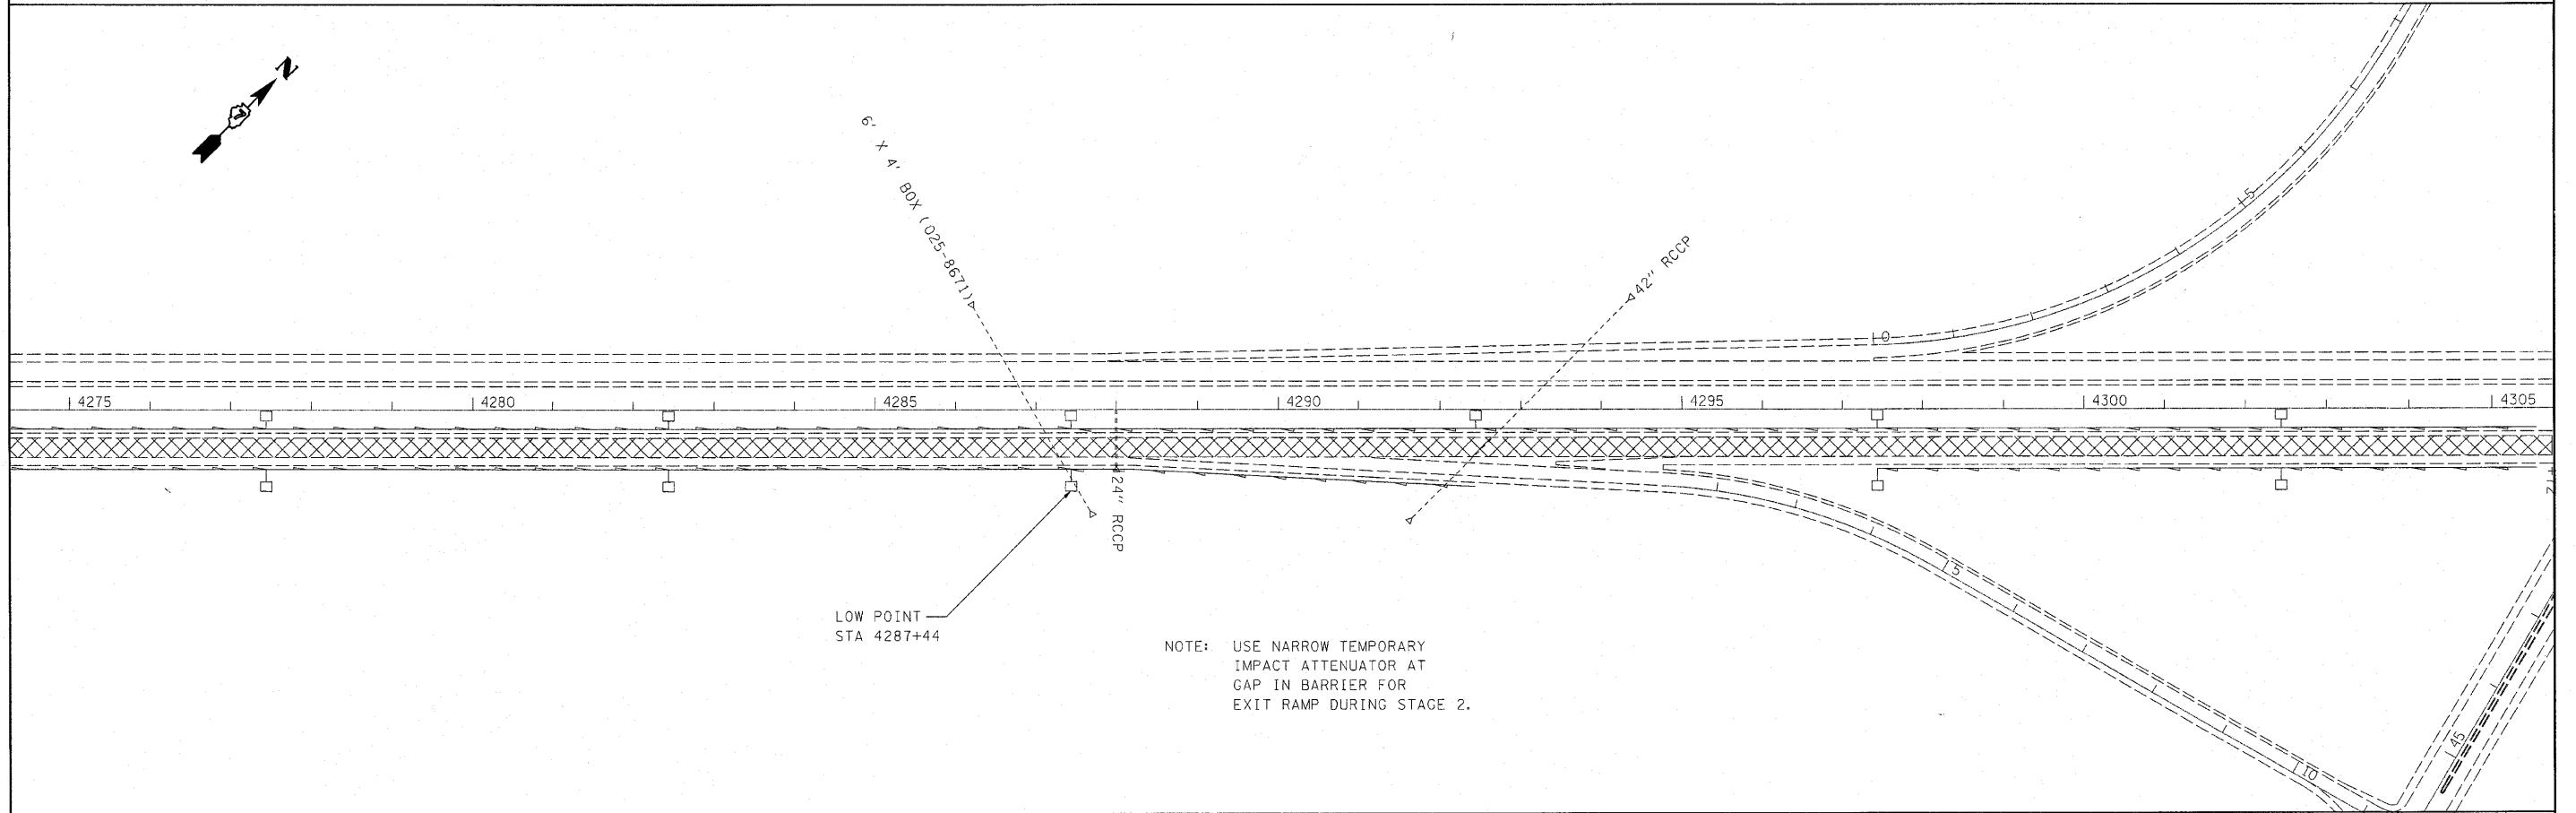 N
6' X 4' BOX (025-8671)
42" RCCP
5
0
4275
4280
4285
4290
4295
4300
4305
24" RCCP
+12
5
LOW POINT
STA 4287+44
NOTE: USE NARROW TEMPORARY
IMPACT ATTENUATOR AT
GAP IN BARRIER FOR
EXIT RAMP DURING STAGE 2.
45
10